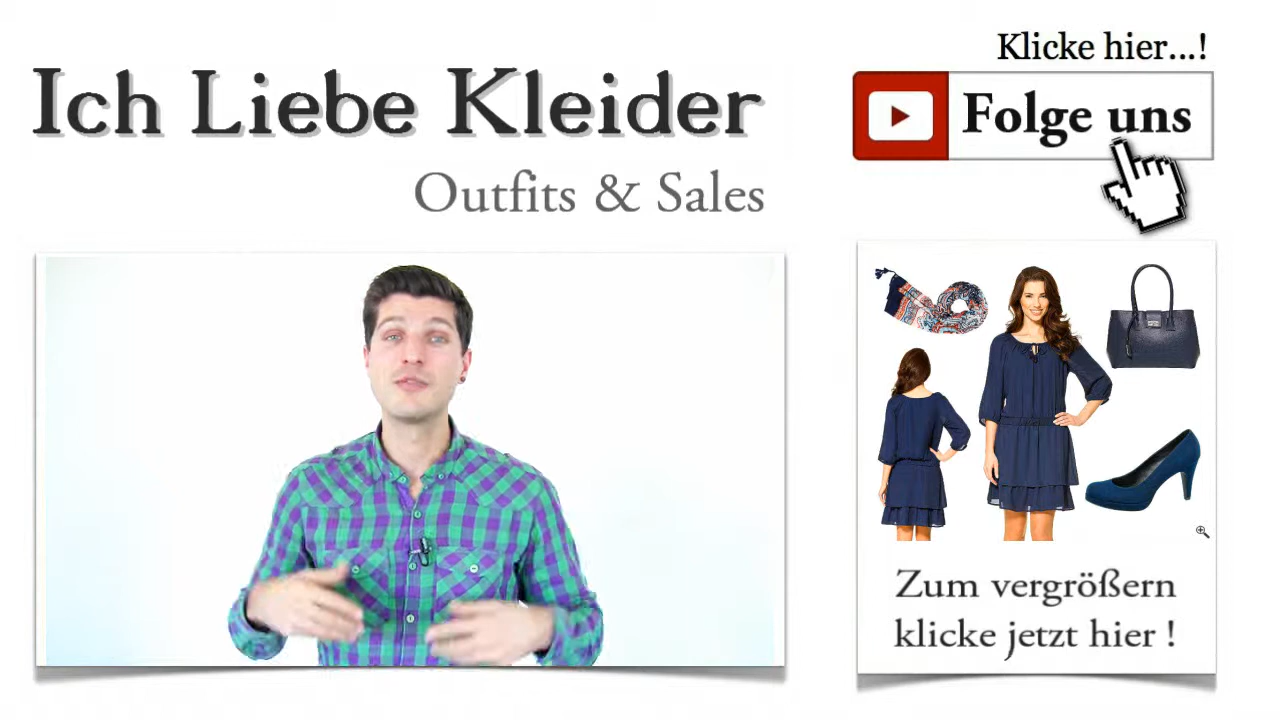 Ich Liebe Kleider
Outfits & Sales
Klicke hier...!
Folge uns
Zum vergrößern
klicke jetzt hier !